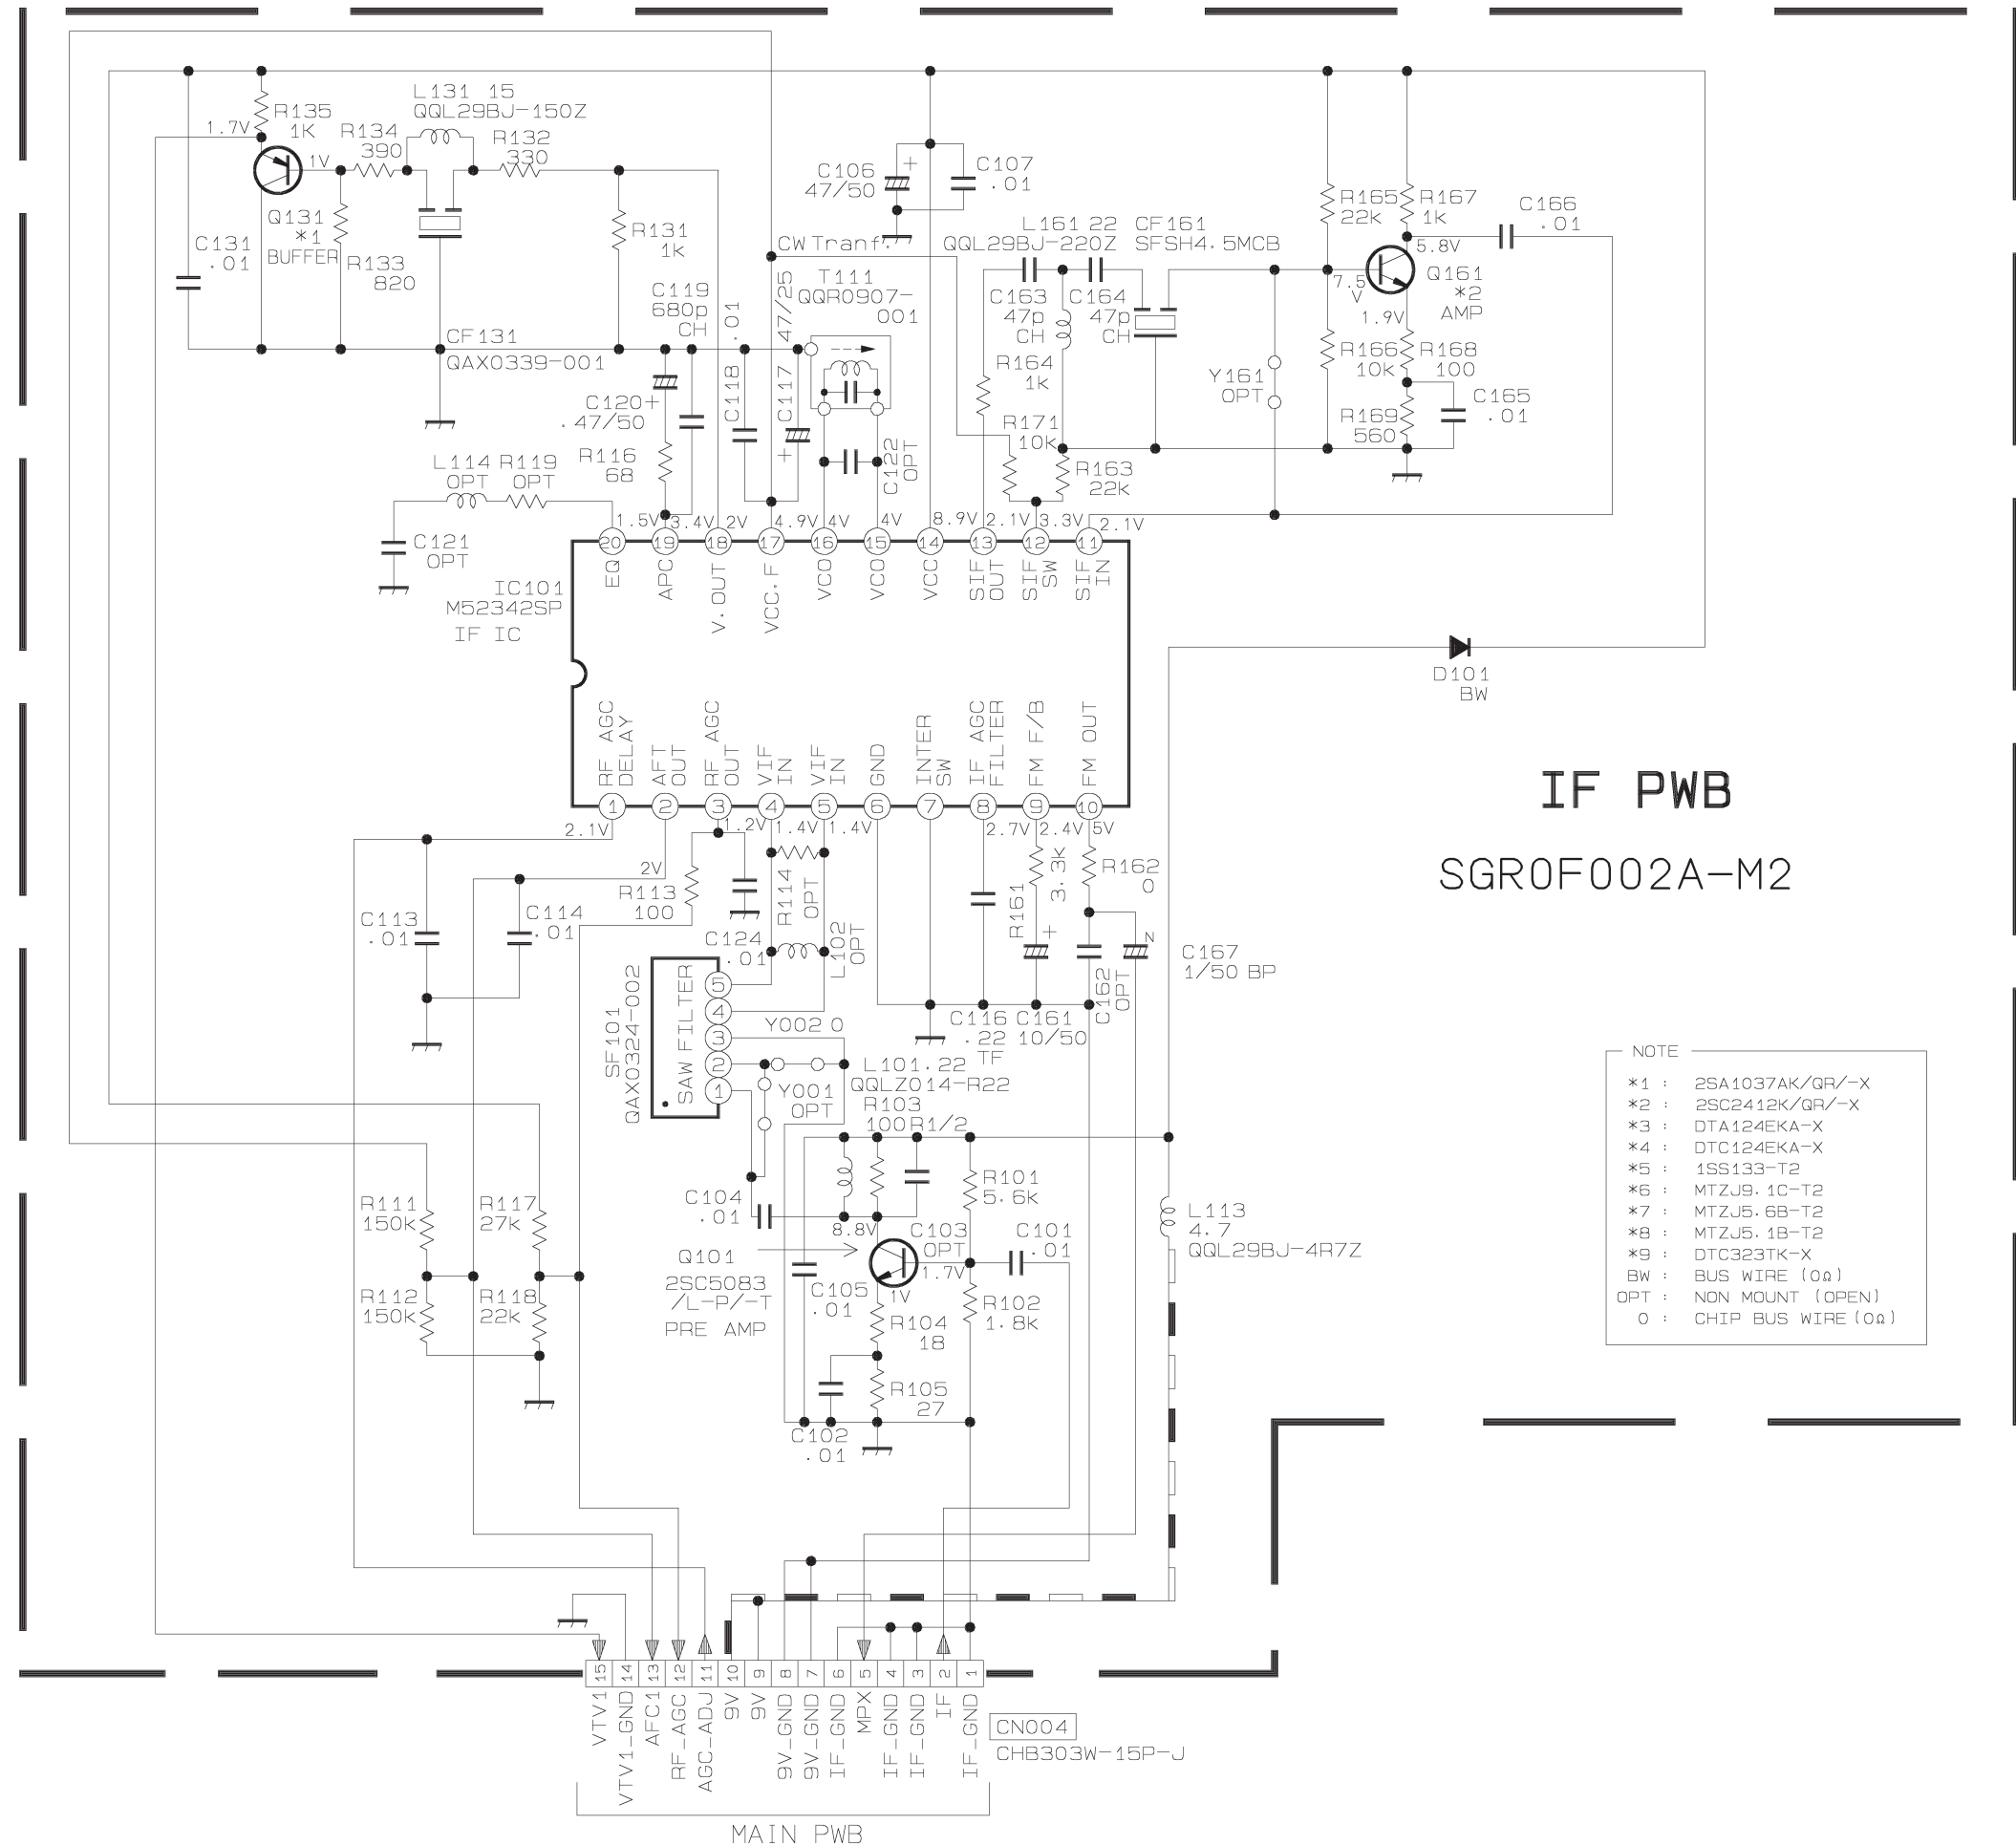 L131 15
QQL29BJ-150Z
R135
1K
1.7V
R134
390
R132
330
1V
Q131
*1
BUFFER
C131
.01
R133
820
R131
1k
CF131
QAX0339-001
C106
47/50
C107
.01
CW Tranf.
T111
QQR0907-
001
C119
680p
CH
C118
.01
C117
47/25
C120
+
.47/50
R116
68
C122
OPT
L161 22
QQL29BJ-220Z
CF161
SFSH4.5MCB
C163
47p
CH
C164
47p
CH
R164
1k
R171
10k
R163
22K
R165
22k
R167
1k
C166
.01
5.8V
Q161
*2
AMP
7.5
V
1.9V
R166
10k
R168
100
Y161
OPT
R169
560
C165
.01
L114
OPT
R119
OPT
C121
OPT
1.5V
3.4V
2V
4.9V
4V
4V
8.9V
2.1V
3.3V
2.1V
20
19
18
17
16
15
14
13
12
11
IC101
M52342SP
IF IC
EQ
APC
V.OUT
VCC.F
VCO
VCO
VCC
SIF
OUT
SIF
SW
SIF
IN
D101
BW
RF AGC
DELAY
AFT
OUT
RF AGC
OUT
VIF
IN
VIF
IN
GND
INTER
SW
IF AGC
FILTER
FM F/B
FM OUT
1
2
3
4
5
6
7
8
9
10
2.1V
2V
1.2V
1.4V
1.4V
2.7V
2.4V
5V
IF PWB
SGR0F002A-M2
R113
100
R114
OPT
R161
3.3K
R162
0
C113
.01
C114
.01
C124
.01
L102
OPT
N
C167
1/50 BP
C162
OPT
SF101
QAX0324-002
SAW FILTER
5
4
3
2
1
C116
.22
TF
C161
10/50
Y002 0
Y001
OPT
L101 .22
QQLZ014-R22
R103
100
R1/2
C104
.01
R101
5.6k
8.8V
C103
OPT
C101
.01
Q101
2SC5083
/L-P/-T
PRE AMP
1.7V
1V
C105
.01
R104
18
R102
1.8K
R105
27
C102
.01
R111
150K
R117
27k
R112
150k
R118
22k
L113
4.7
QQL29BJ-4R7Z
NOTE
*1 : 2SA1037AK/QR/-X
*2 : 2SC2412K/QR/-X
*3 : DTA124EKA-X
*4 : DTC124EKA-X
*5 : 1SS133-T2
*6 : MTZJ9.1C-T2
*7 : MTZJ5.6B-T2
*8 : MTZJ5.1B-T2
*9 : DTC323TK-X
BW : BUS WIRE (0Ω)
OPT : NON MOUNT (OPEN)
0 : CHIP BUS WIRE (0Ω)
15
14
13
12
11
10
9
8
7
6
5
4
3
2
1
VTV1
VTV1_GND
AFC1
RF_AGC
AGC_ADJ
9V
9V
9V_GND
9V_GND
IF_GND
MPX
IF_GND
IF_GND
IF
IF_GND
CN004
CHB303W-15P-J
MAIN PWB